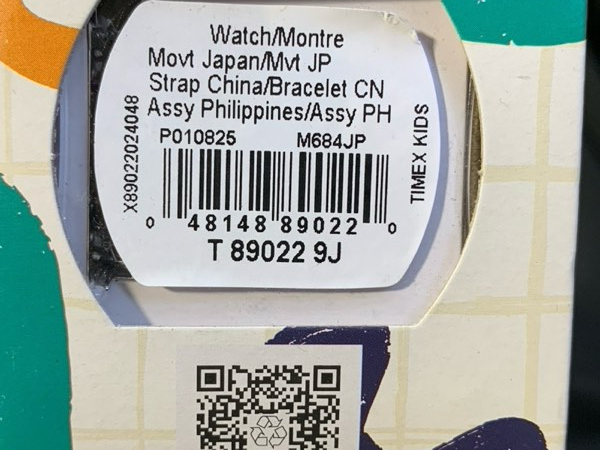 Watch/Montre
Movt Japan/Mvt JP
Strap China/Bracelet CN
Assy Philippines/Assy PH
P010825 M684JP
X89022024048
TIMEX KIDS
0 48148 89022 0
T 89022 9J